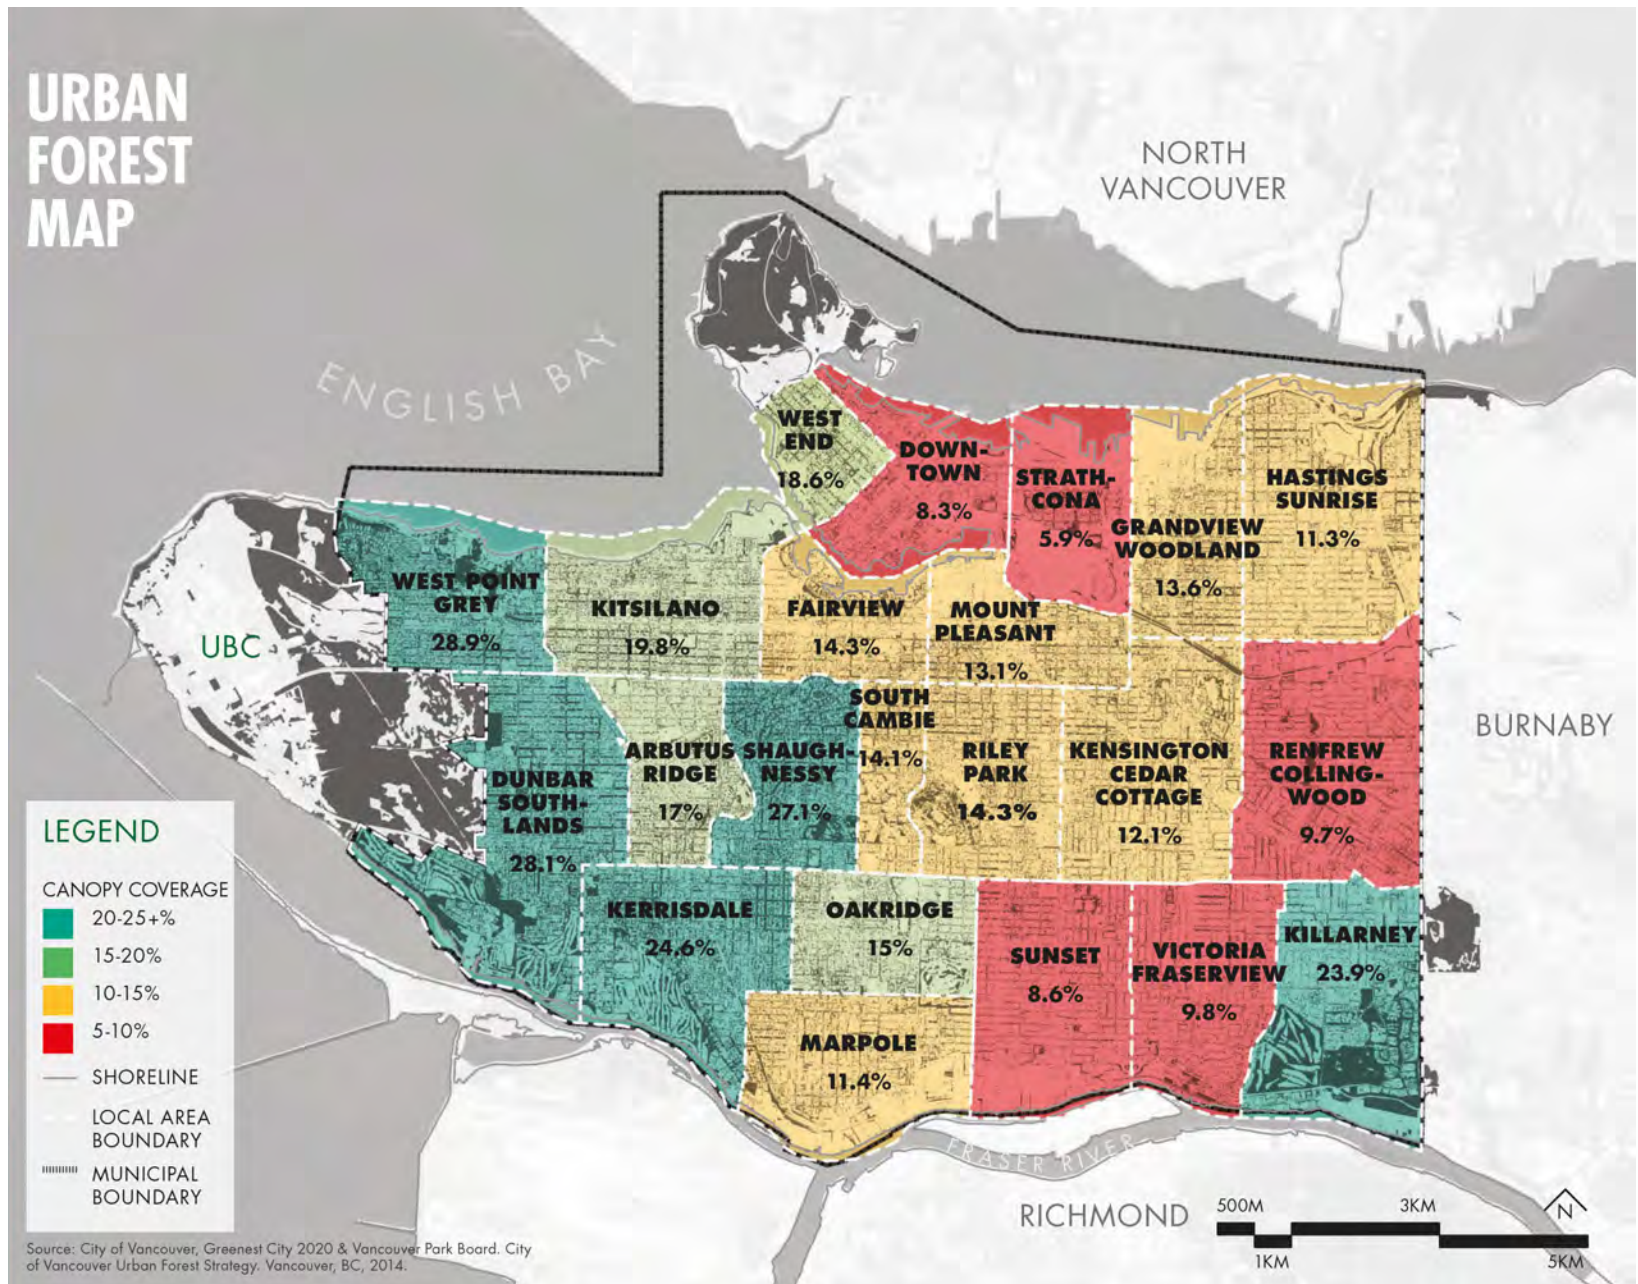 URBAN
FOREST
MAP
NORTH
VANCOUVER
ENGLISH BAY
WEST
END
18.6%
DOWN-
TOWN
8.3%
STRATH-
CONA
5.9%
GRANDVIEW
WOODLAND
13.6%
HASTINGS
SUNRISE
11.3%
WEST POINT
GREY
28.9%
KITSILANO
19.8%
FAIRVIEW
14.3%
MOUNT
PLEASANT
13.1%
UBC
SOUTH
CAMBIE
14.1%
DUNBAR
SOUTH-
LANDS
28.1%
ARBUTUS
RIDGE
17%
SHAUGH-
NESSY
27.1%
RILEY
PARK
14.3%
KENSINGTON
CEDAR
COTTAGE
12.1%
RENFREW
COLLING-
WOOD
9.7%
BURNABY
KERRISDALE
24.6%
OAKRIDGE
15%
SUNSET
8.6%
VICTORIA
FRASERVIEW
9.8%
KILLARNEY
23.9%
MARPOLE
11.4%
FRASER RIVER
RICHMOND
LEGEND
CANOPY COVERAGE
20-25+%
15-20%
10-15%
5-10%
SHORELINE
LOCAL AREA
BOUNDARY
MUNICIPAL
BOUNDARY
500M
3KM
N
1KM
5KM
Source: City of Vancouver, Greenest City 2020 & Vancouver Park Board. City
of Vancouver Urban Forest Strategy. Vancouver, BC, 2014.